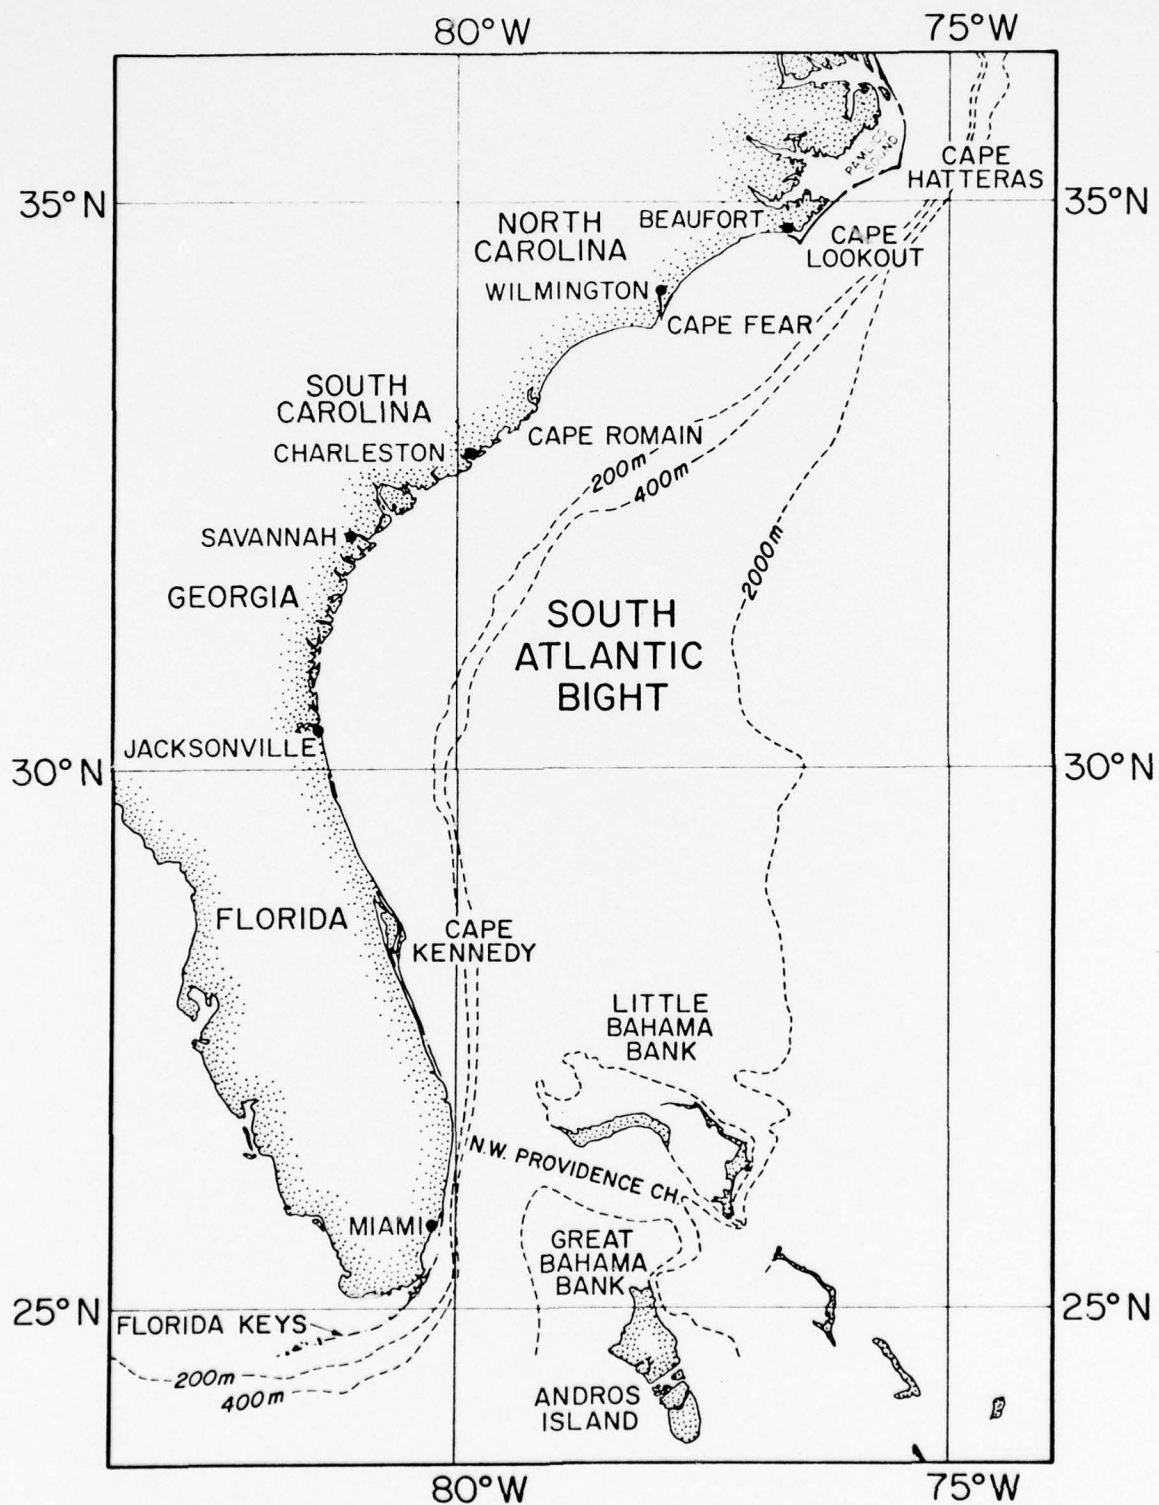 80°W
75°W
PAMLICO
SOUND
CAPE
HATTERAS
35°N
35°N
NORTH
CAROLINA
BEAUFORT
CAPE
LOOKOUT
WILMINGTON
CAPE FEAR
SOUTH
CAROLINA
CHARLESTON
CAPE ROMAIN
200m
400m
SAVANNAH
2000m
GEORGIA
SOUTH
ATLANTIC
BIGHT
JACKSONVILLE
30°N
30°N
FLORIDA
CAPE
KENNEDY
LITTLE
BAHAMA
BANK
N.W. PROVIDENCE CH.
MIAMI
GREAT
BAHAMA
BANK
25°N
25°N
FLORIDA KEYS
200m
400m
ANDROS
ISLAND
80°W
75°W